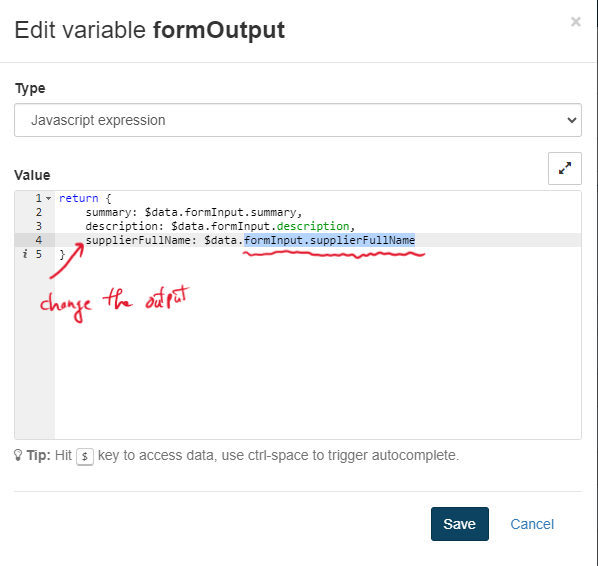 Edit variable formOutput
×
Type
Javascript expression
Value
1 return {
2 summary: $data.formInput.summary,
3 description: $data.formInput.description,
4 supplierFullName: $data.formInput.supplierFullName
i 5 }
change the output
Tip: Hit $ key to access data, use ctrl-space to trigger autocomplete.
Save Cancel